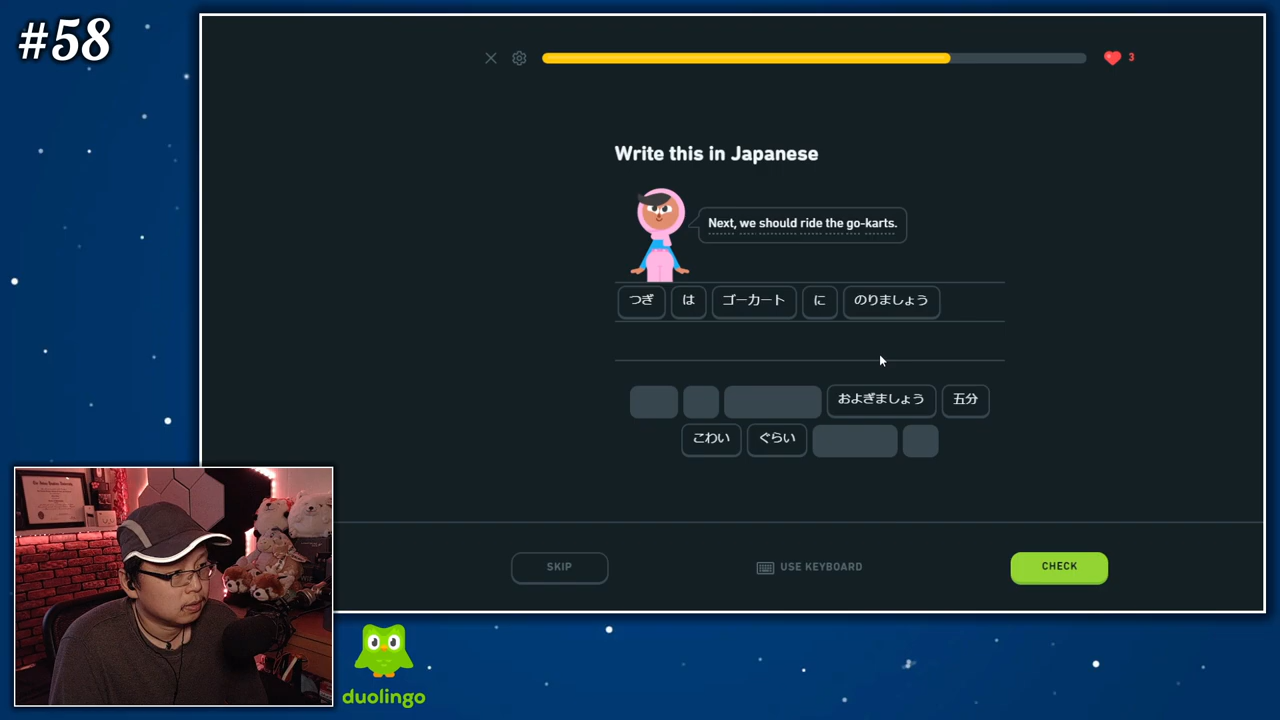 #58
3
Write this in Japanese
Next, we should ride the go-karts.
つぎ は ゴーカート に のりましょう
およぎましょう 五分
こわい ぐらい
SKIP
USE KEYBOARD
CHECK
duolingo